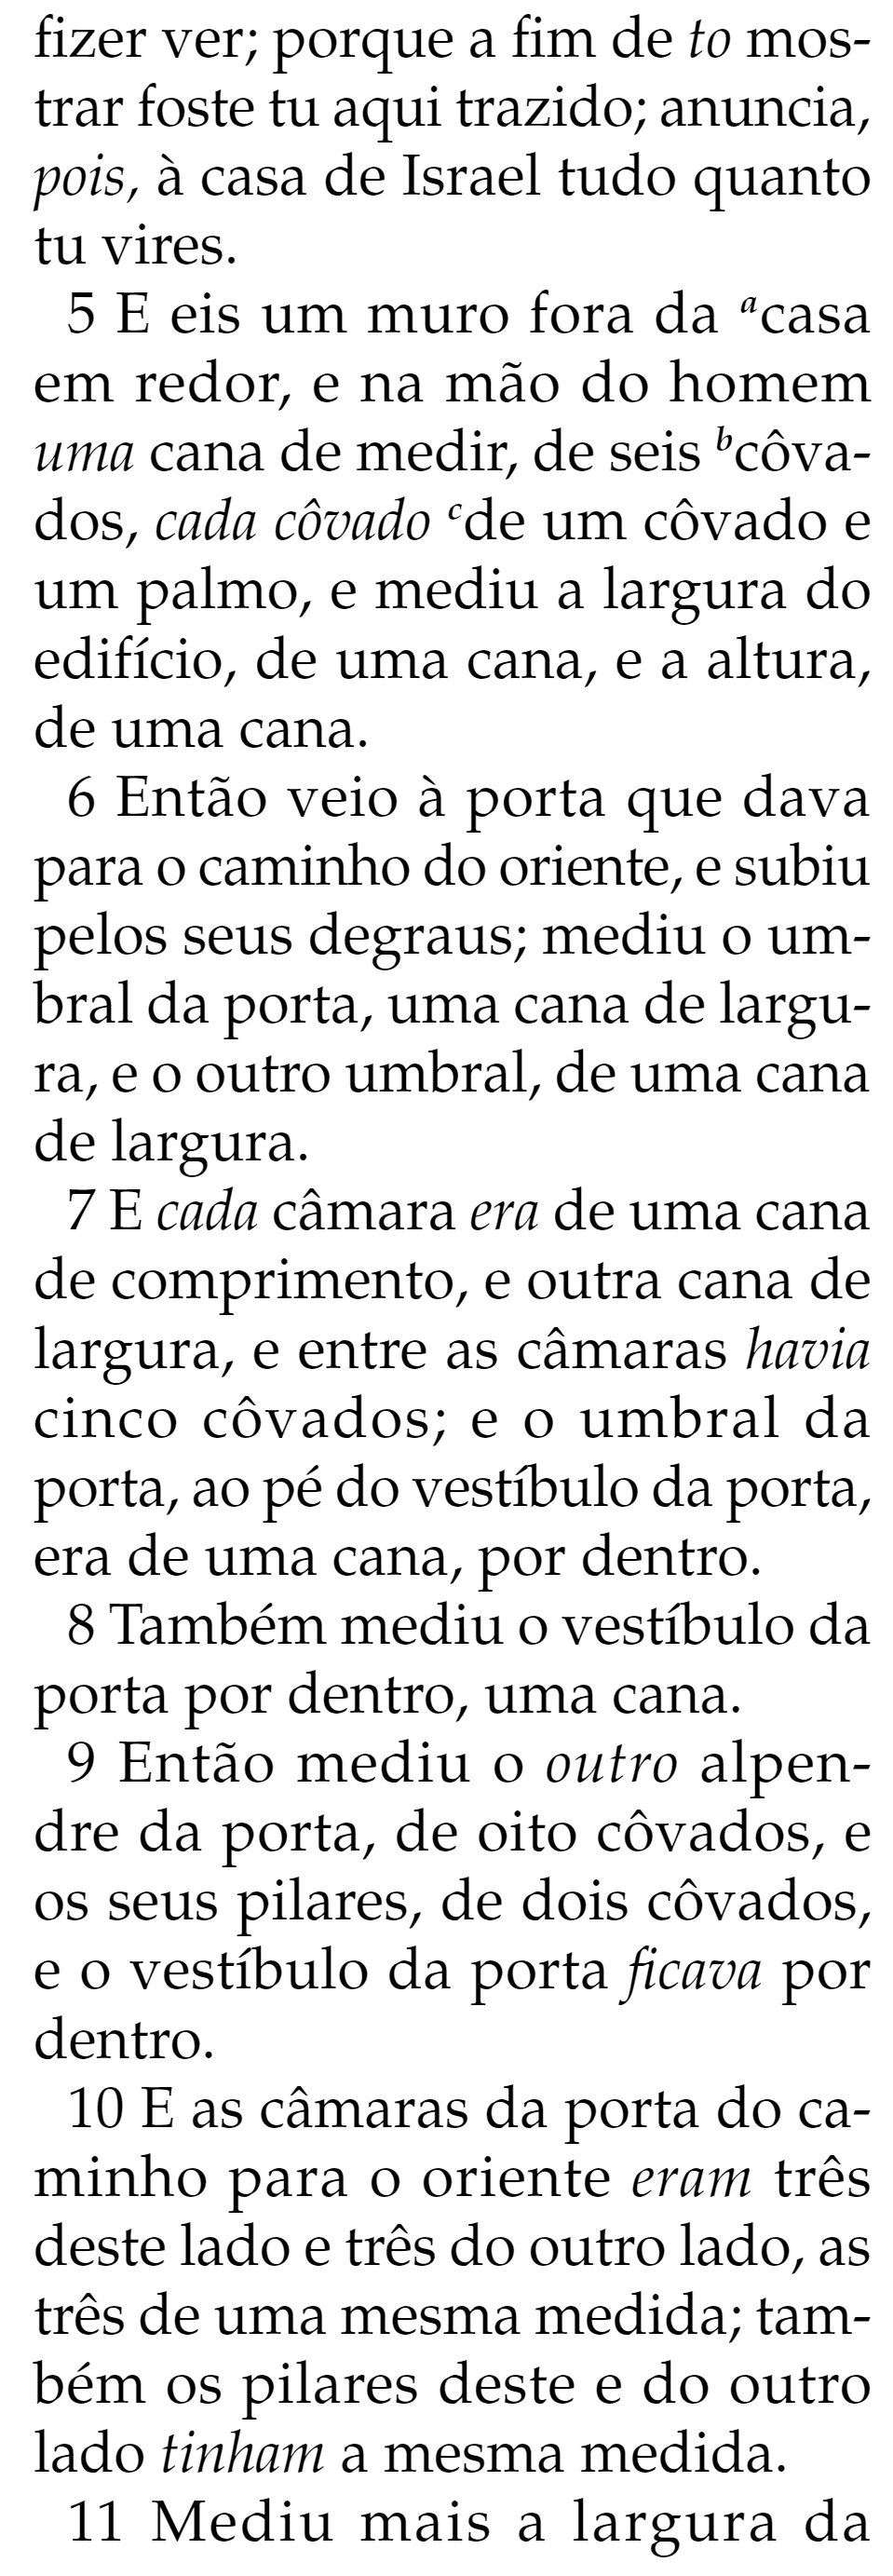 fizer ver; porque a fim de to mos-
trar foste tu aqui trazido; anuncia,
pois, à casa de Israel tudo quanto
tu vires.
5 E eis um muro fora da ᵃcasa
em redor, e na mão do homem
uma cana de medir, de seis ᵇcôva-
dos, cada côvado ᶜde um côvado e
um palmo, e mediu a largura do
edifício, de uma cana, e a altura,
de uma cana.
6 Então veio à porta que dava
para o caminho do oriente, e subiu
pelos seus degraus; mediu o um-
bral da porta, uma cana de largu-
ra, e o outro umbral, de uma cana
de largura.
7 E cada câmara era de uma cana
de comprimento, e outra cana de
largura, e entre as câmaras havia
cinco côvados; e o umbral da
porta, ao pé do vestíbulo da porta,
era de uma cana, por dentro.
8 Também mediu o vestíbulo da
porta por dentro, uma cana.
9 Então mediu o outro alpen-
dre da porta, de oito côvados, e
os seus pilares, de dois côvados,
e o vestíbulo da porta ficava por
dentro.
10 E as câmaras da porta do ca-
minho para o oriente eram três
deste lado e três do outro lado, as
três de uma mesma medida; tam-
bém os pilares deste e do outro
lado tinham a mesma medida.
11 Mediu mais a largura da